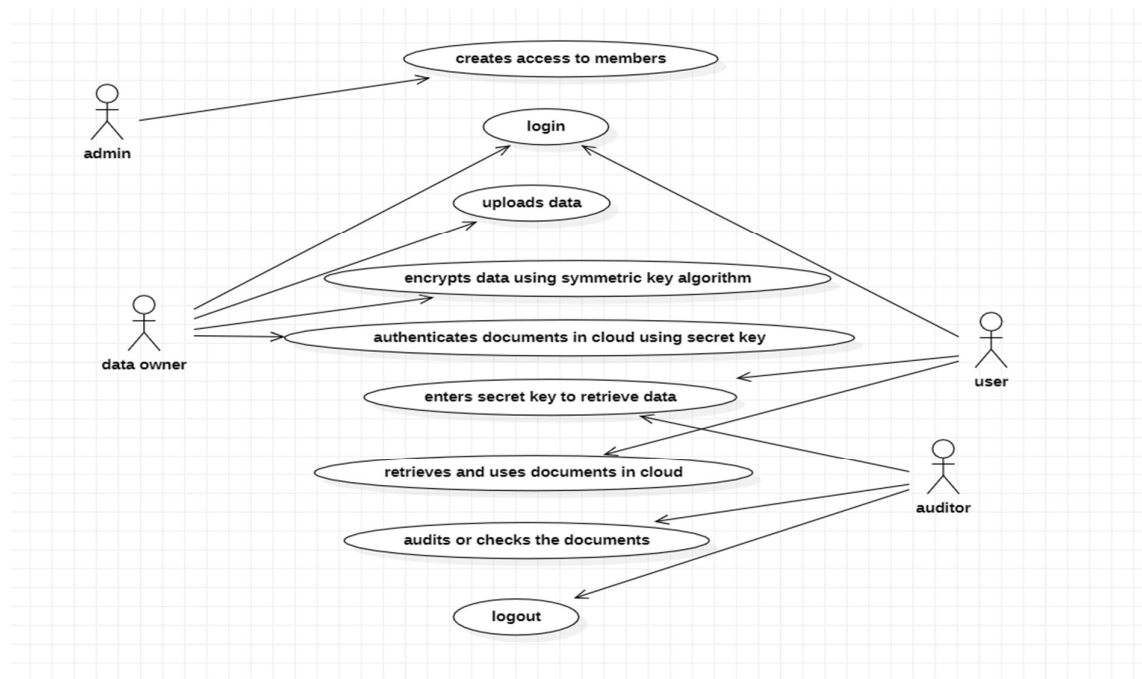 creates access to members
admin
login
uploads data
encrypts data using symmetric key algorithm
data owner
authenticates documents in cloud using secret key
user
enters secret key to retrieve data
retrieves and uses documents in cloud
auditor
audits or checks the documents
logout